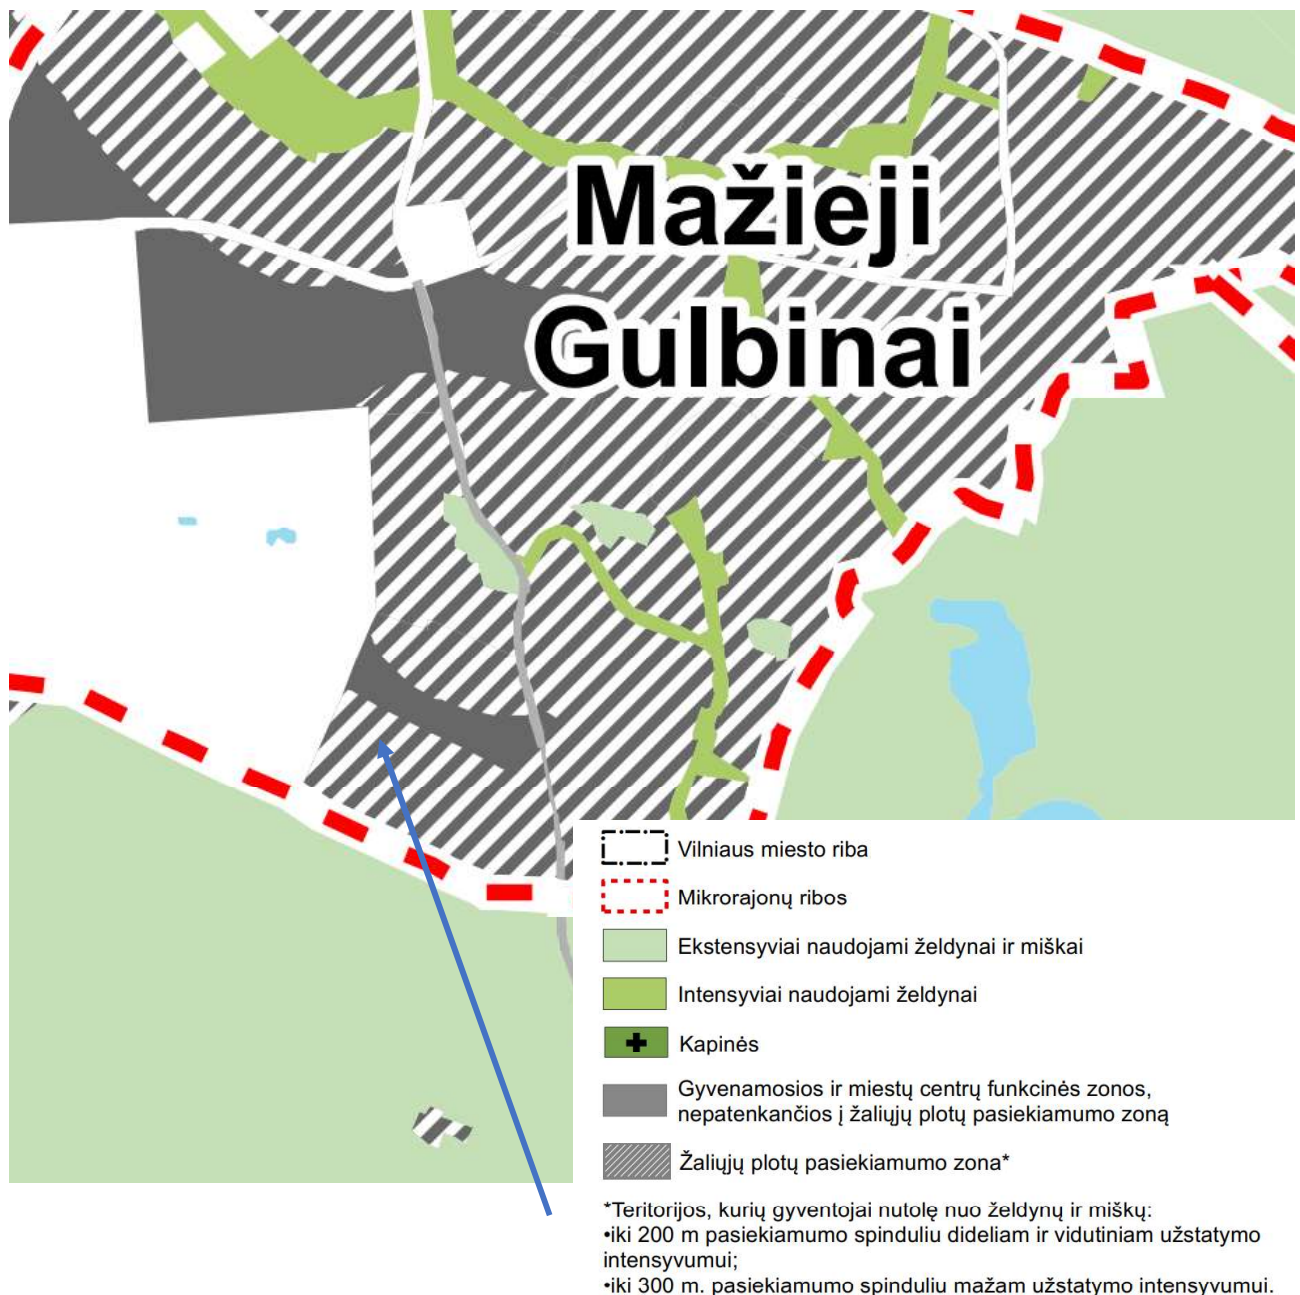 Mažieji
Gulbinai
Vilniaus miesto riba
Mikrorajonų ribos
Ekstensyviai naudojami želdynai ir miškai
Intensyviai naudojami želdynai
Kapinės
Gyvenamosios ir miestų centrų funkcinės zonos,
nepatenkančios į žaliųjų plotų pasiekiamumo zoną
Žaliųjų plotų pasiekiamumo zona*
*Teritorijos, kurių gyventojai nutolę nuo želdynų ir miškų:
•iki 200 m pasiekiamumo spinduliu dideliam ir vidutiniam užstatymo
intensyvumui;
•iki 300 m. pasiekiamumo spinduliu mažam užstatymo intensyvumui.